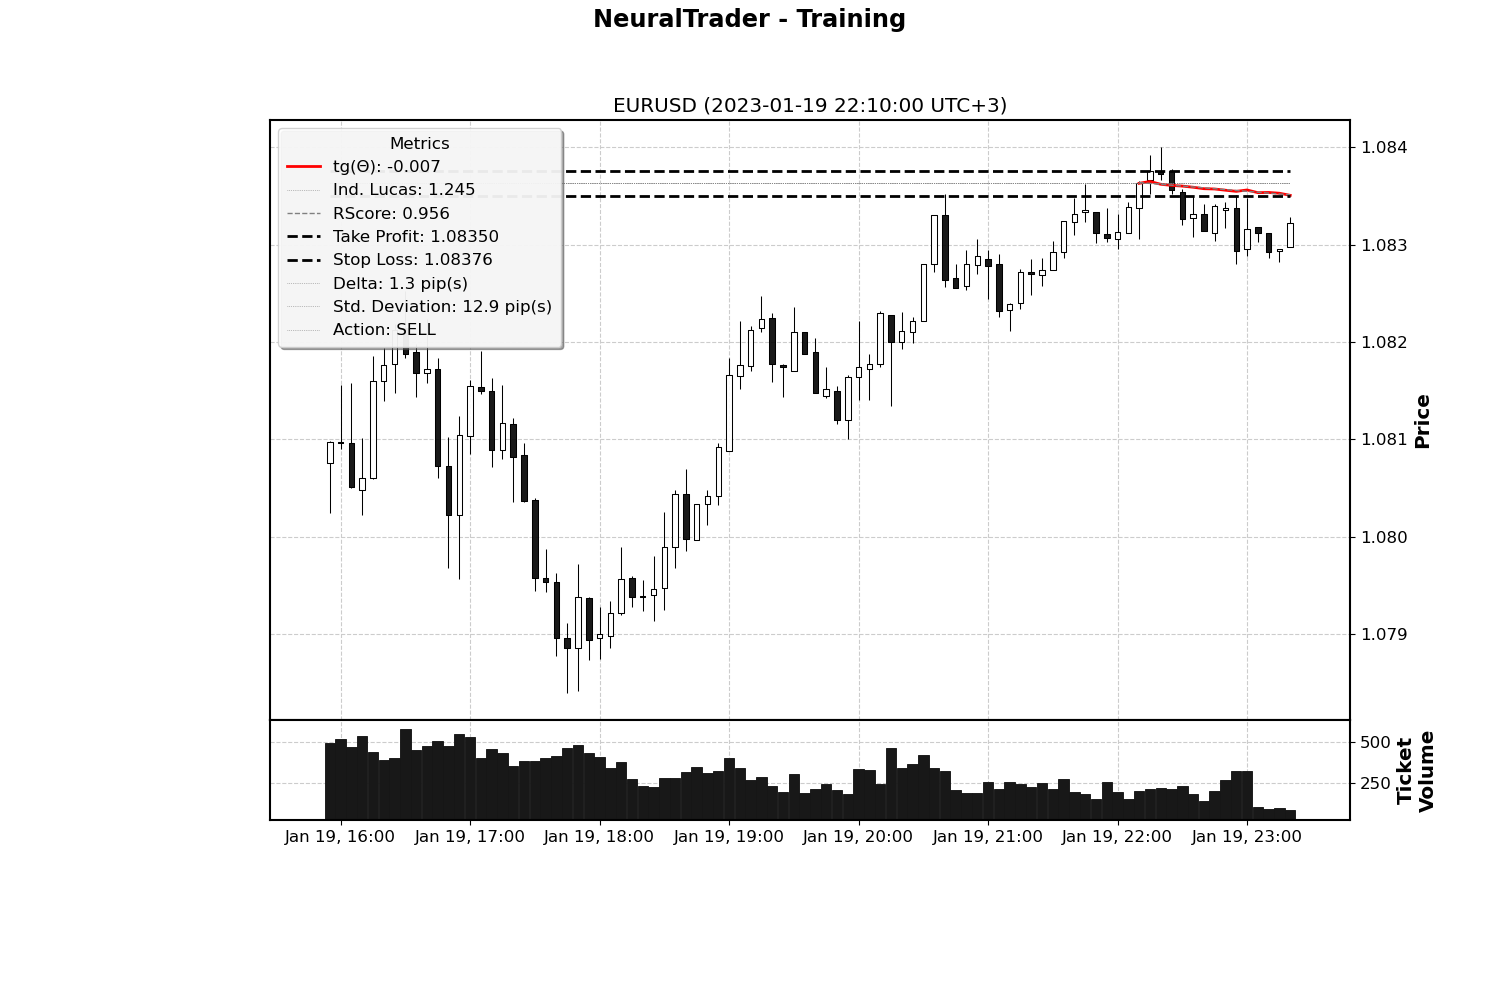 NeuralTrader - Training
EURUSD (2023-01-19 22:10:00 UTC+3)
Metrics
tg(Θ): -0.007
Ind. Lucas: 1.245
RScore: 0.956
Take Profit: 1.08350
Stop Loss: 1.08376
Delta: 1.3 pip(s)
Std. Deviation: 12.9 pip(s)
Action: SELL
1.084
1.083
1.082
1.081
1.080
1.079
Price
500
250
Ticket
Volume
Jan 19, 16:00
Jan 19, 17:00
Jan 19, 18:00
Jan 19, 19:00
Jan 19, 20:00
Jan 19, 21:00
Jan 19, 22:00
Jan 19, 23:00